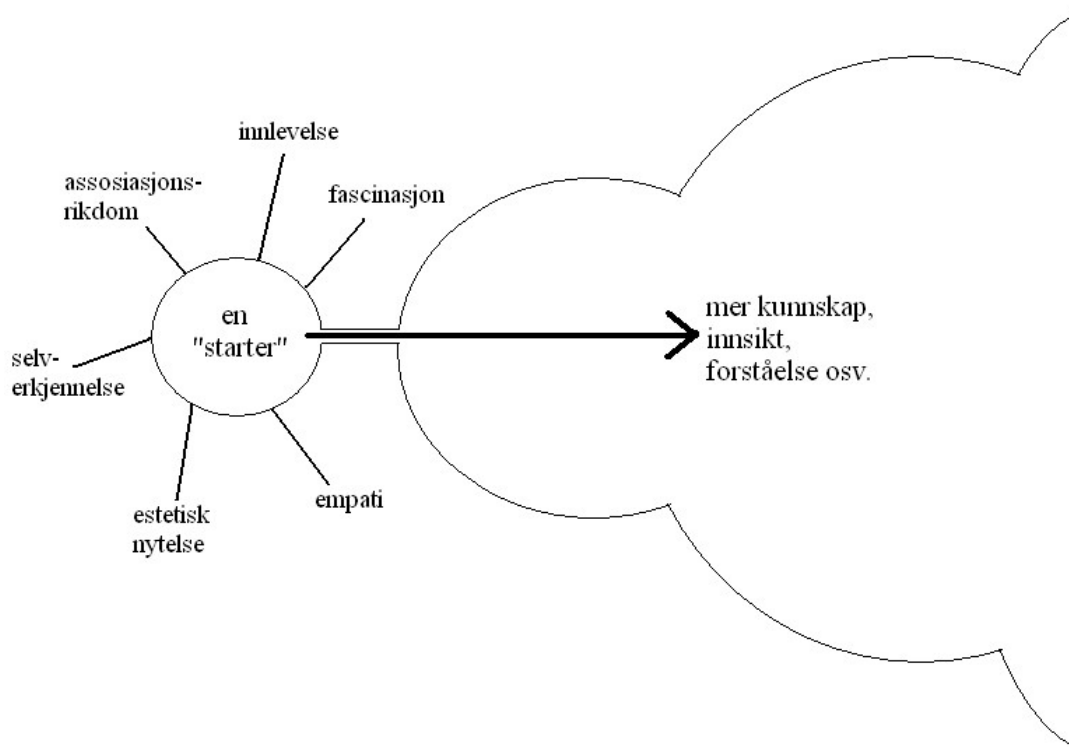 innlevelse
assosiasjons-
rikdom
fascinasjon
en
"starter"
selv-
erkjennelse
estetisk
nytelse
empati
mer kunnskap,
innsikt,
forståelse osv.